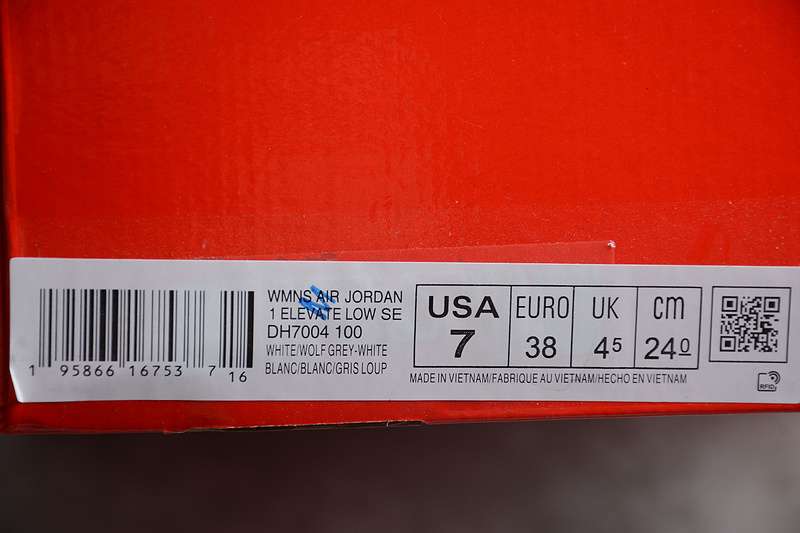 WMNS AIR JORDAN
1 ELEVATE LOW SE
DH7004 100
WHITE/WOLF GREY-WHITE
BLANC/BLANC/GRIS LOUP
1 95866 16753 7 16
USA EURO UK cm
7 38 4.5 24.0
MADE IN VIETNAM/FABRIQUE AU VIETNAM/HECHO EN VIETNAM
RFID